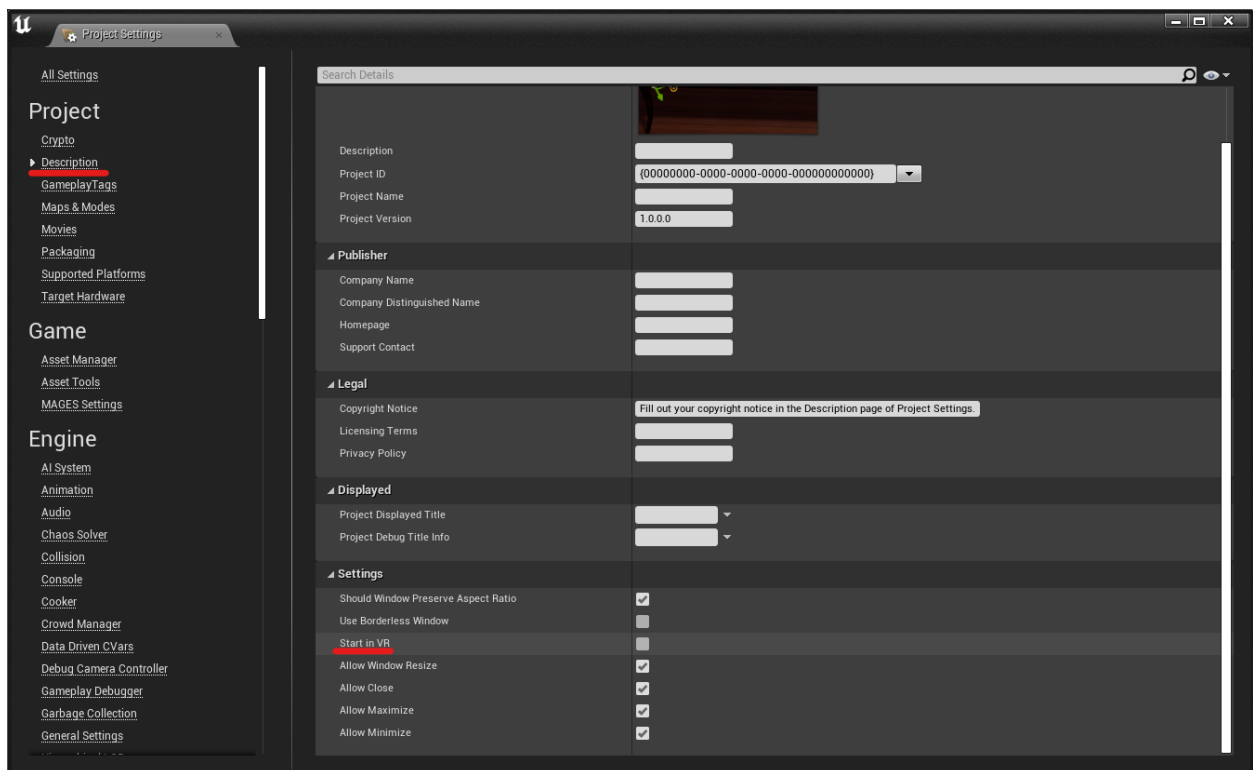 Project Settings
All Settings
Project
Crypto
Description
GameplayTags
Maps & Modes
Movies
Packaging
Supported Platforms
Target Hardware
Game
Asset Manager
Asset Tools
MAGES Settings
Engine
AI System
Animation
Audio
Chaos Solver
Collision
Console
Cooker
Crowd Manager
Data Driven CVars
Debug Camera Controller
Gameplay Debugger
Garbage Collection
General Settings
Search Details
Description
Project ID {00000000-0000-0000-0000-000000000000}
Project Name
Project Version 1.0.0.0
Publisher
Company Name
Company Distinguished Name
Homepage
Support Contact
Legal
Copyright Notice Fill out your copyright notice in the Description page of Project Settings.
Licensing Terms
Privacy Policy
Displayed
Project Displayed Title
Project Debug Title Info
Settings
Should Window Preserve Aspect Ratio
Use Borderless Window
Start in VR
Allow Window Resize
Allow Close
Allow Maximize
Allow Minimize